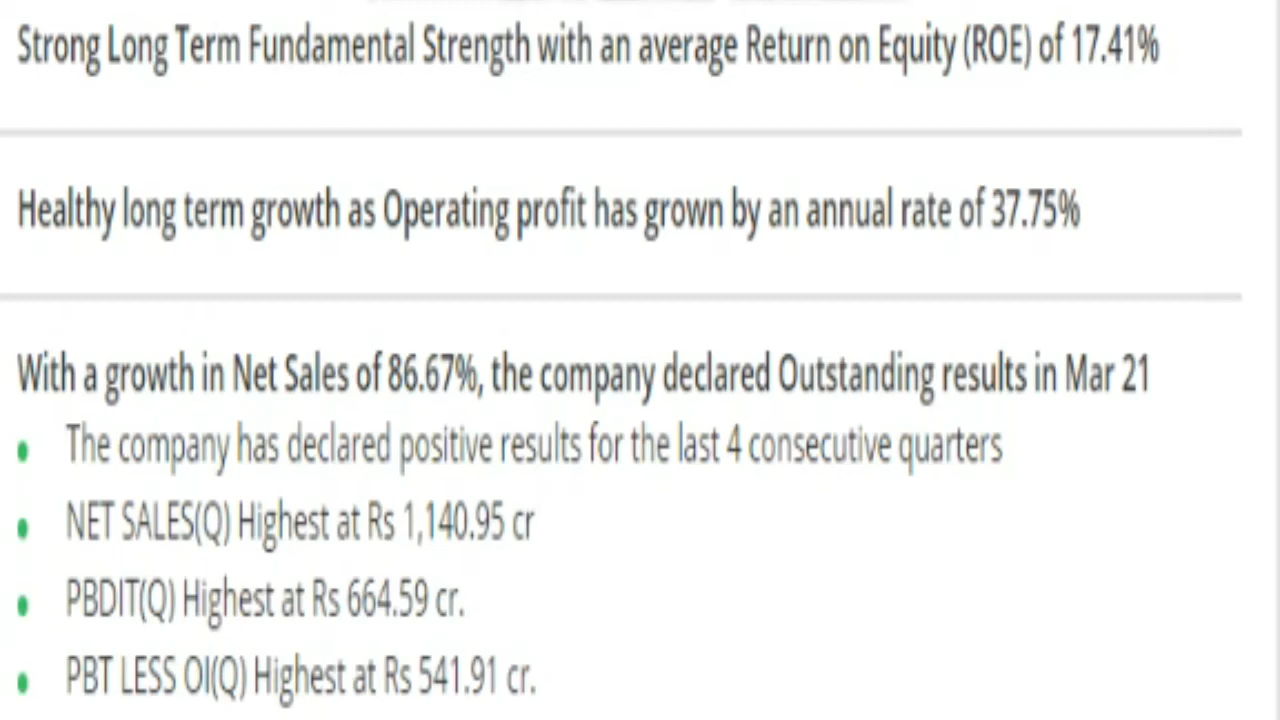 Strong Long Term Fundamental Strength with an average Return on Equity (ROE) of 17.41%
Healthy long term growth as Operating profit has grown by an annual rate of 37.75%
With a growth in Net Sales of 86.67%, the company declared Outstanding results in Mar 21
The company has declared positive results for the last 4 consecutive quarters
NET SALES(Q) Highest at Rs 1,140.95 cr
PBDIT(Q) Highest at Rs 664.59 cr.
PBT LESS OI(Q) Highest at Rs 541.91 cr.